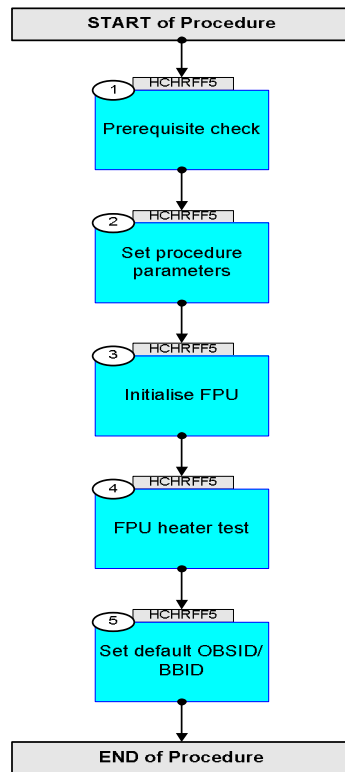 START of Procedure
HCHRFF5
1
Prerequisite check
HCHRFF5
2
Set procedure
parameters
HCHRFF5
3
Initialise FPU
HCHRFF5
4
FPU heater test
HCHRFF5
5
Set default OBSID/
BBID
END of Procedure